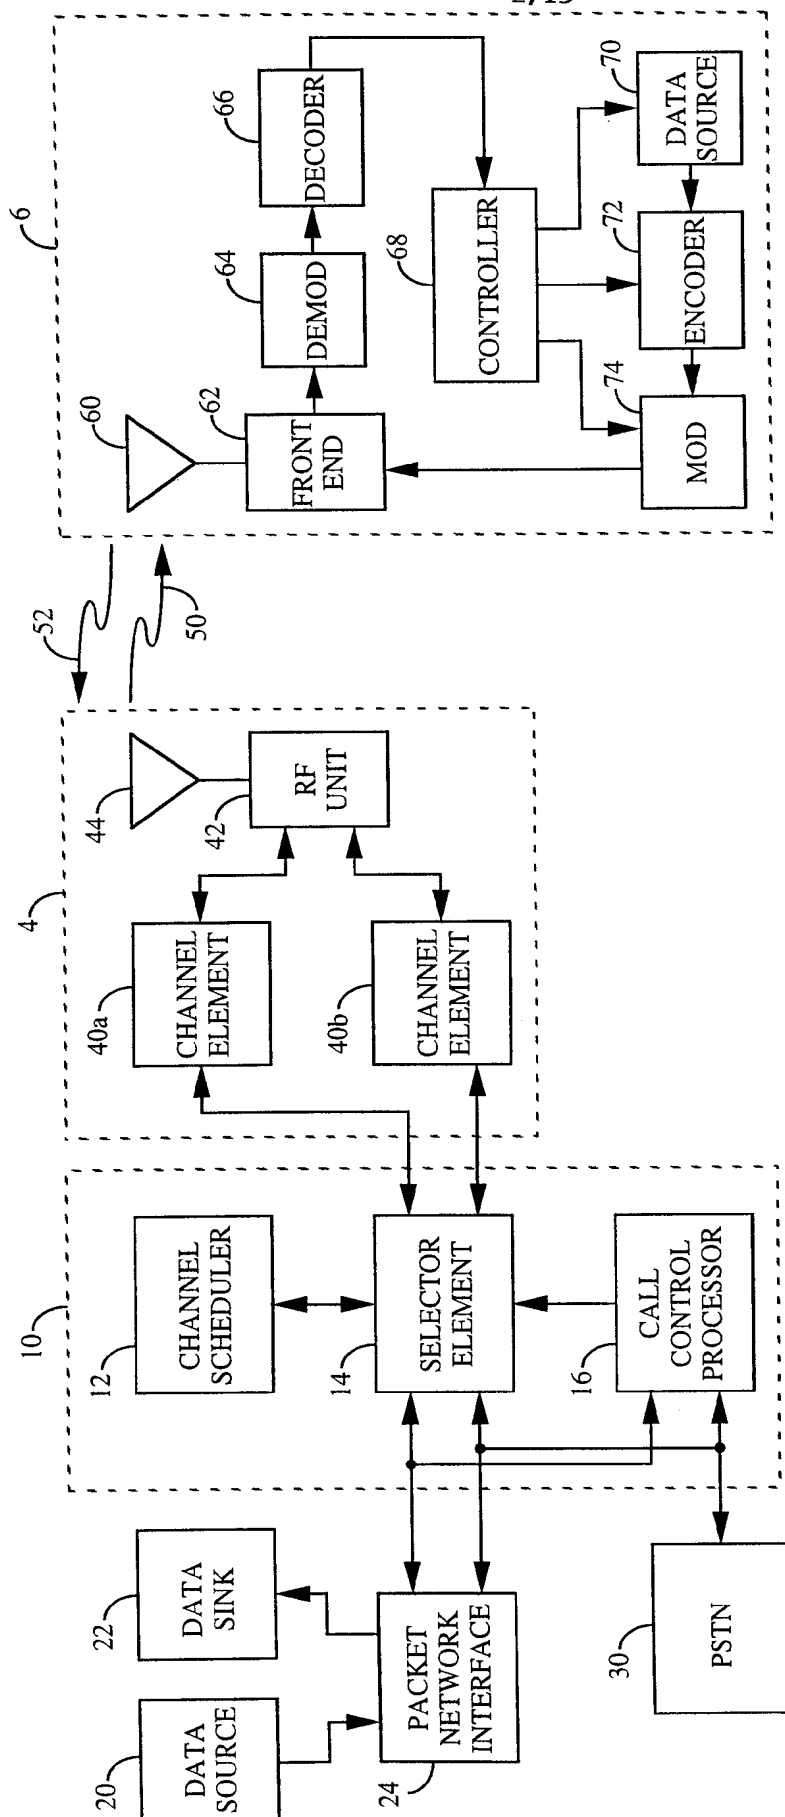 20
DATA
SOURCE
22
DATA
SINK
24
PACKET
NETWORK
INTERFACE
30
PSTN
10
12
CHANNEL
SCHEDULER
14
SELECTOR
ELEMENT
16
CALL
CONTROL
PROCESSOR
4
40a
CHANNEL
ELEMENT
40b
CHANNEL
ELEMENT
44
42
RF
UNIT
52
50
6
60
62
FRONT
END
64
DEMOD
66
DECODER
68
CONTROLLER
70
DATA
SOURCE
72
ENCODER
74
MOD